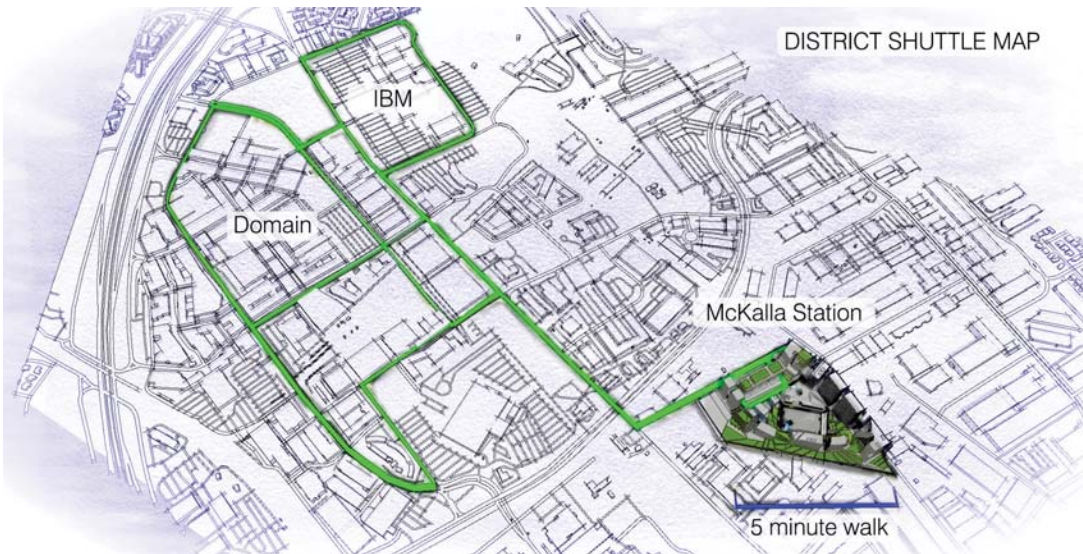 DISTRICT SHUTTLE MAP
IBM
Domain
McKalla Station
5 minute walk